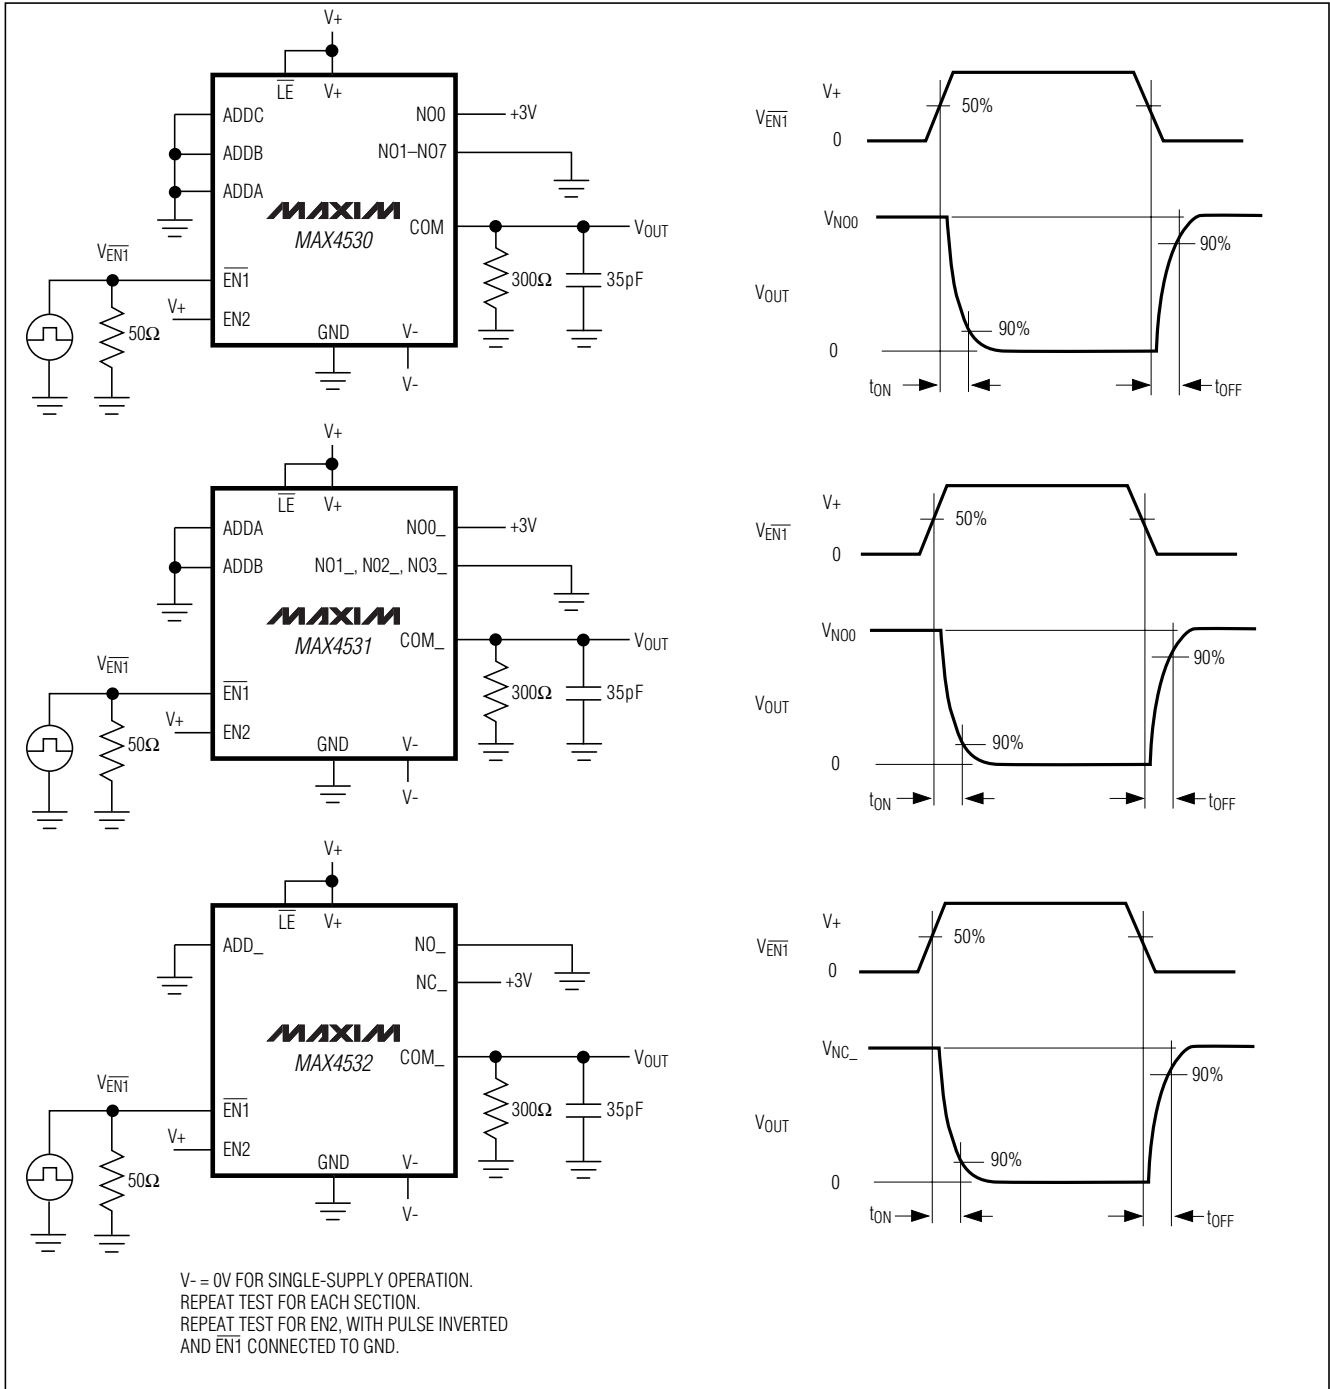 V+
LE V+
ADDC NO0 +3V
ADDB NO1–NO7
ADDA
MAXIM
MAX4530
COM VOUT
VEN1
300Ω 35pF
EN1
V+ EN2
50Ω
GND V-
V-
V+
VEN1 50%
0
VNO0
90%
VOUT
90%
0
tON tOFF
V+
LE V+
ADDA NO0_ +3V
ADDB NO1_, NO2_, NO3_
MAXIM
MAX4531
COM_ VOUT
VEN1
300Ω 35pF
EN1
V+ EN2
50Ω
GND V-
V-
V+
VEN1 50%
0
VNO0
90%
VOUT
90%
0
tON tOFF
V+
LE V+
ADD_ NO_
NC_ +3V
MAXIM
MAX4532
COM_ VOUT
VEN1
300Ω 35pF
EN1
V+ EN2
50Ω
GND V-
V-
V+
VEN1 50%
0
VNC_
90%
VOUT
90%
0
tON tOFF
V- = 0V FOR SINGLE-SUPPLY OPERATION.
REPEAT TEST FOR EACH SECTION.
REPEAT TEST FOR EN2, WITH PULSE INVERTED
AND EN1 CONNECTED TO GND.